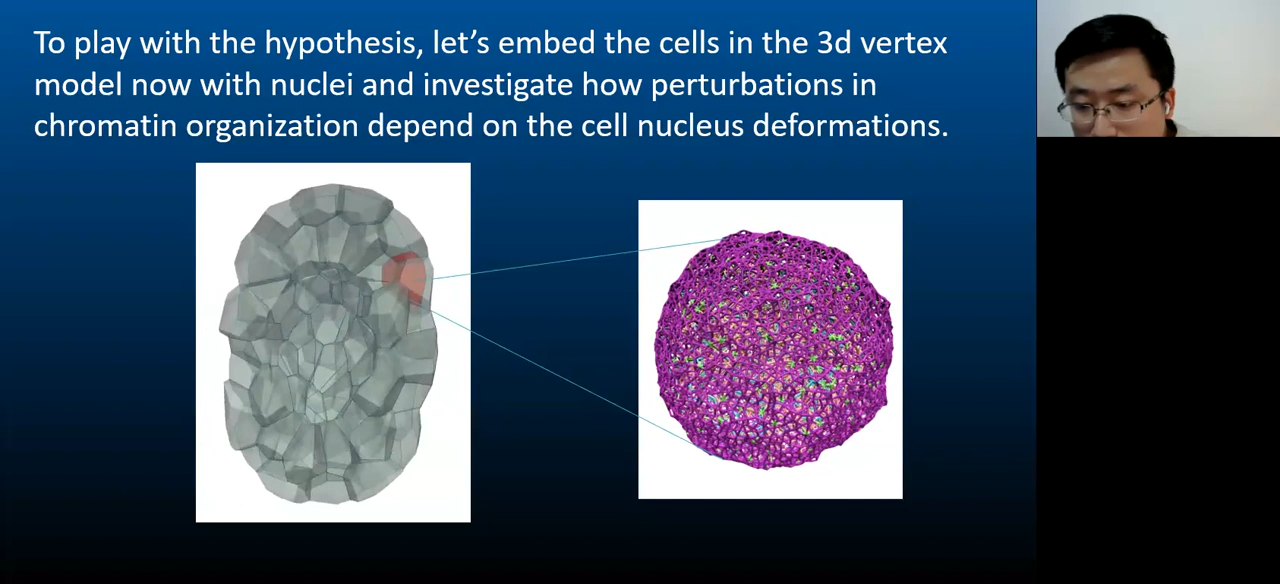 To play with the hypothesis, let’s embed the cells in the 3d vertex
model now with nuclei and investigate how perturbations in
chromatin organization depend on the cell nucleus deformations.